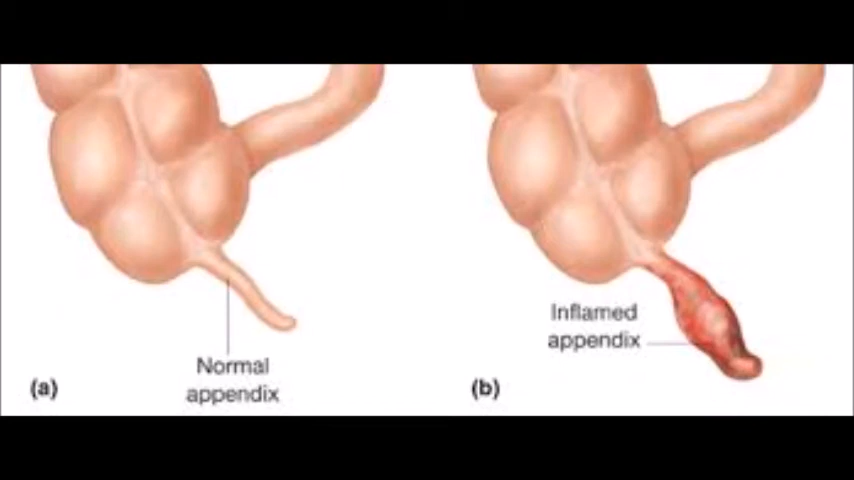 Normal
appendix
(a)
Inflamed
appendix
(b)